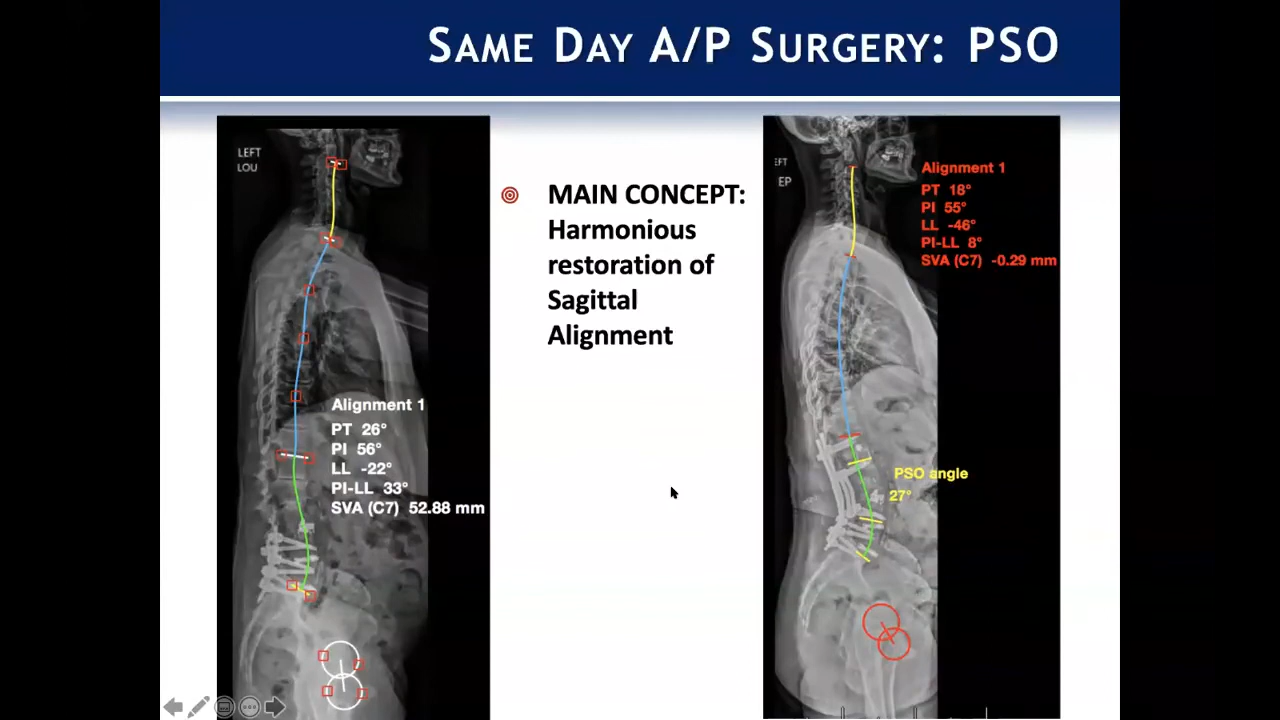 SAME DAY A/P SURGERY: PSO
LEFT
LOU
Alignment 1
PT 26°
PI 56°
LL -22°
PI-LL 33°
SVA (C7) 52.88 mm
MAIN CONCEPT:
Harmonious
restoration of
Sagittal
Alignment
EFT
EP
Alignment 1
PT 18°
PI 55°
LL -46°
PI-LL 8°
SVA (C7) -0.29 mm
PSO angle
27°